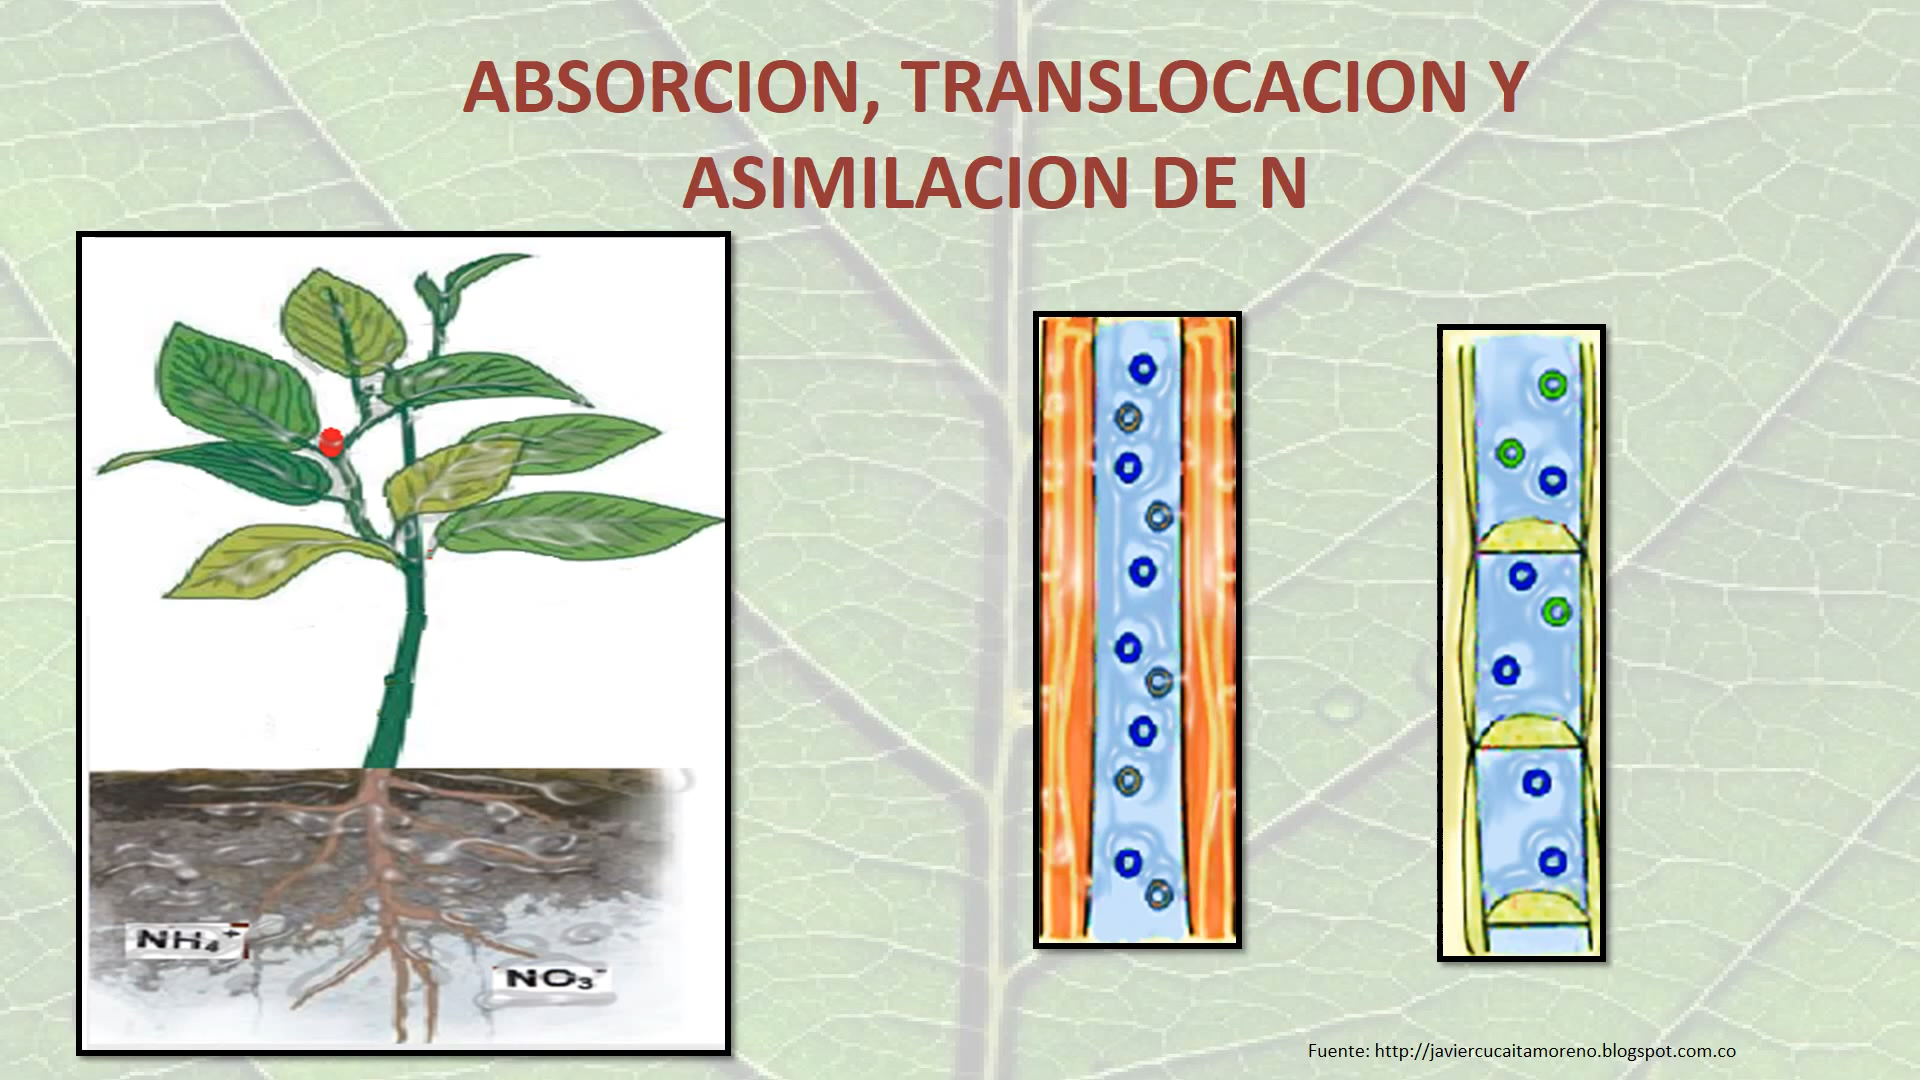 ABSORCION, TRANSLOCACION Y
ASIMILACION DE N
NH₄⁺
NO₃⁻
Fuente: http://javiercucaitamoreno.blogspot.com.co